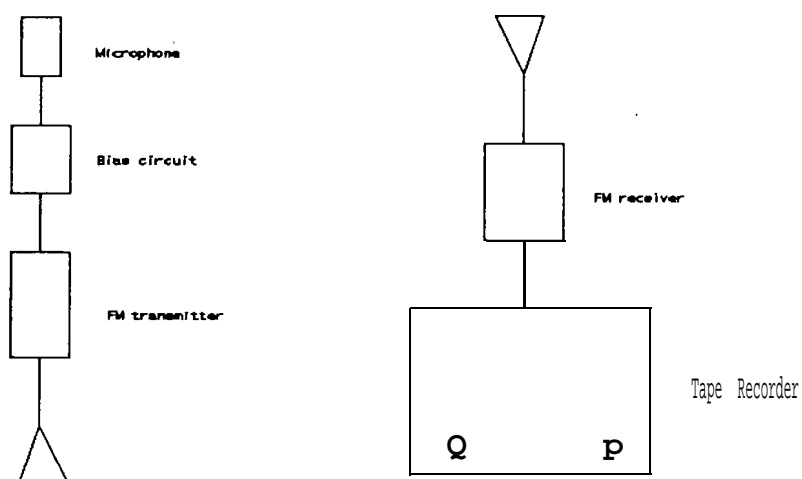 Microphone
Bias circuit
FM transmitter
FM receiver
Tape Recorder
Q p